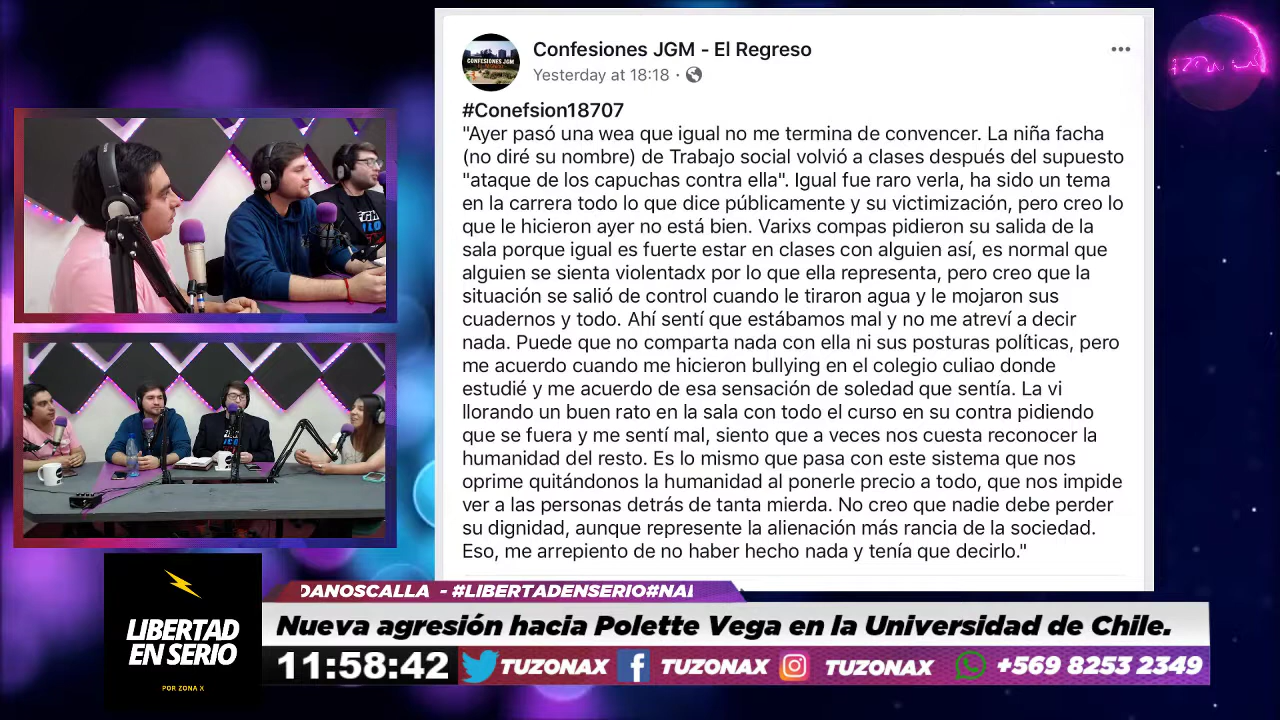 Confesiones JGM - El Regreso
Yesterday at 18:18 ·
#Conefsion18707
"Ayer pasó una wea que igual no me termina de convencer. La niña facha
(no diré su nombre) de Trabajo social volvió a clases después del supuesto
"ataque de los capuchas contra ella". Igual fue raro verla, ha sido un tema
en la carrera todo lo que dice públicamente y su victimización, pero creo lo
que le hicieron ayer no está bien. Varixs compas pidieron su salida de la
sala porque igual es fuerte estar en clases con alguien así, es normal que
alguien se sienta violentadx por lo que ella representa, pero creo que la
situación se salió de control cuando le tiraron agua y le mojaron sus
cuadernos y todo. Ahí sentí que estábamos mal y no me atreví a decir
nada. Puede que no comparta nada con ella ni sus posturas políticas, pero
me acuerdo cuando me hicieron bullying en el colegio culiao donde
estudié y me acuerdo de esa sensación de soledad que sentía. La vi
llorando un buen rato en la sala con todo el curso en su contra pidiendo
que se fuera y me sentí mal, siento que a veces nos cuesta reconocer la
humanidad del resto. Es lo mismo que pasa con este sistema que nos
oprime quitándonos la humanidad al ponerle precio a todo, que nos impide
ver a las personas detrás de tanta mierda. No creo que nadie debe perder
su dignidad, aunque represente la alienación más rancia de la sociedad.
Eso, me arrepiento de no haber hecho nada y tenía que decirlo."
CONFESIONES JGM
DANOSCALLA - #LIBERTADENSERIO#NA
Nueva agresión hacia Polette Vega en la Universidad de Chile.
LIBERTAD
EN SERIO
POR ZONA X
11:58:42 TUZONAX TUZONAX TUZONAX +569 8253 2349